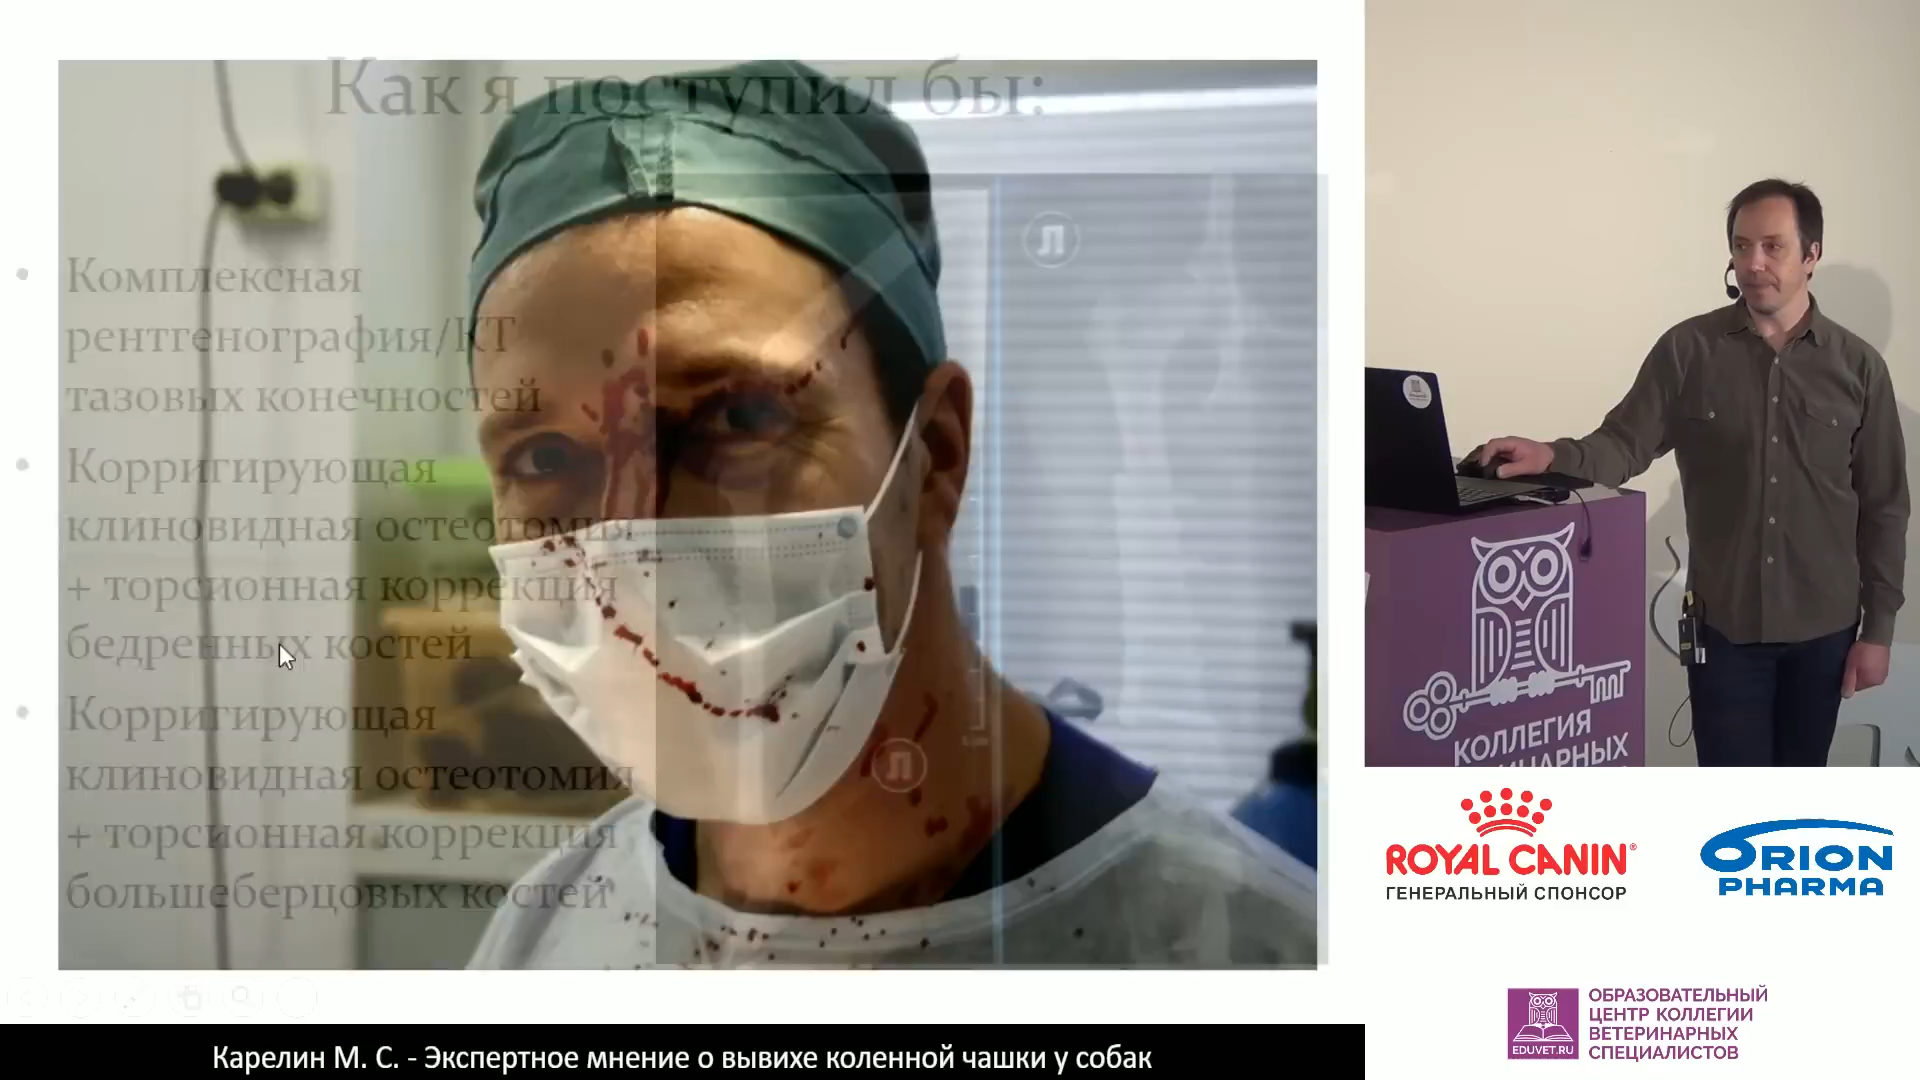 Как я поступил бы:
• Комплексная
рентгенография/КТ
тазовых конечностей
• Корригирующая
клиновидная остеотомия
+ торсионная коррекция
бедренных костей
• Корригирующая
клиновидная остеотомия
+ торсионная коррекция
большеберцовых костей
Л
Л
КОЛЛЕГИЯ
ROYAL CANIN®
ГЕНЕРАЛЬНЫЙ СПОНСОР
ORION
PHARMA
EDUVET.RU
ОБРАЗОВАТЕЛЬНЫЙ
ЦЕНТР КОЛЛЕГИИ
ВЕТЕРИНАРНЫХ
СПЕЦИАЛИСТОВ
Карелин М. С. - Экспертное мнение о вывихе коленной чашки у собак